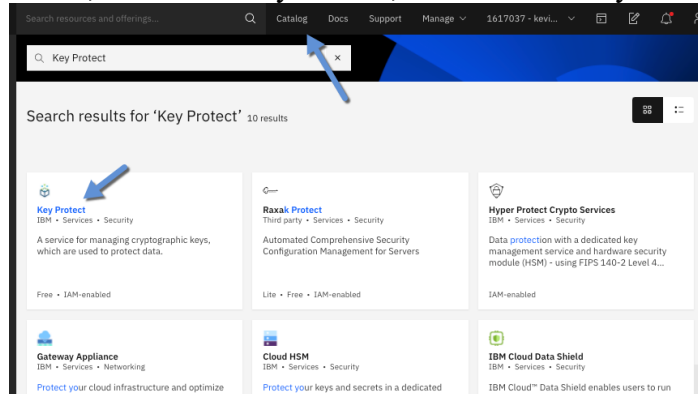 Search resources and offerings...
Catalog
Docs
Support
Manage
1617037 - kevi...
Key Protect
Search results for ‘Key Protect’ 10 results
Key Protect
IBM • Services • Security
A service for managing cryptographic keys,
which are used to protect data.
Free • IAM-enabled
Raxak Protect
Third party • Services • Security
Automated Comprehensive Security
Configuration Management for Servers
Lite • Free • IAM-enabled
Hyper Protect Crypto Services
IBM • Services • Security
Data protection with a dedicated key
management service and hardware security
module (HSM) - using FIPS 140-2 Level 4...
IAM-enabled
Gateway Appliance
IBM • Services • Networking
Protect your cloud infrastructure and optimize
Cloud HSM
IBM • Services • Security
Protect your keys and secrets in a dedicated
IBM Cloud Data Shield
IBM • Services • Security
IBM Cloud™ Data Shield enables users to run